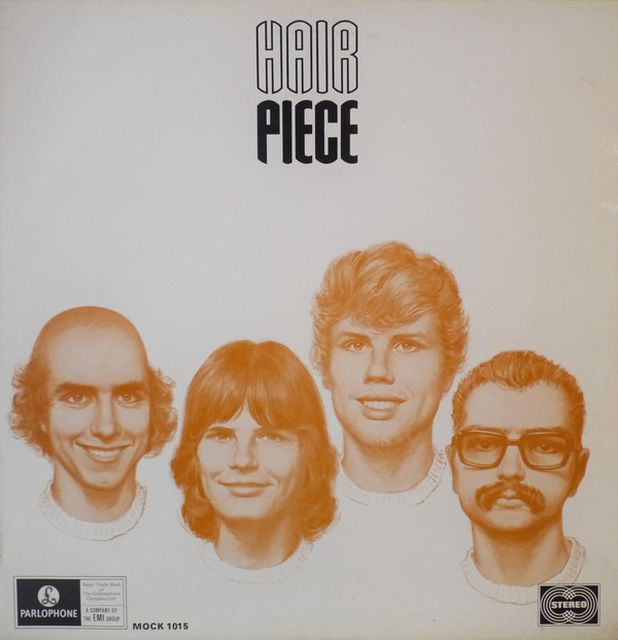 HAIR
PIECE
PARLOPHONE
Regd. Trade Mark
of
The Gramophone
Company Ltd.
A COMPANY OF
THE EMI GROUP
MOCK 1015
STEREO